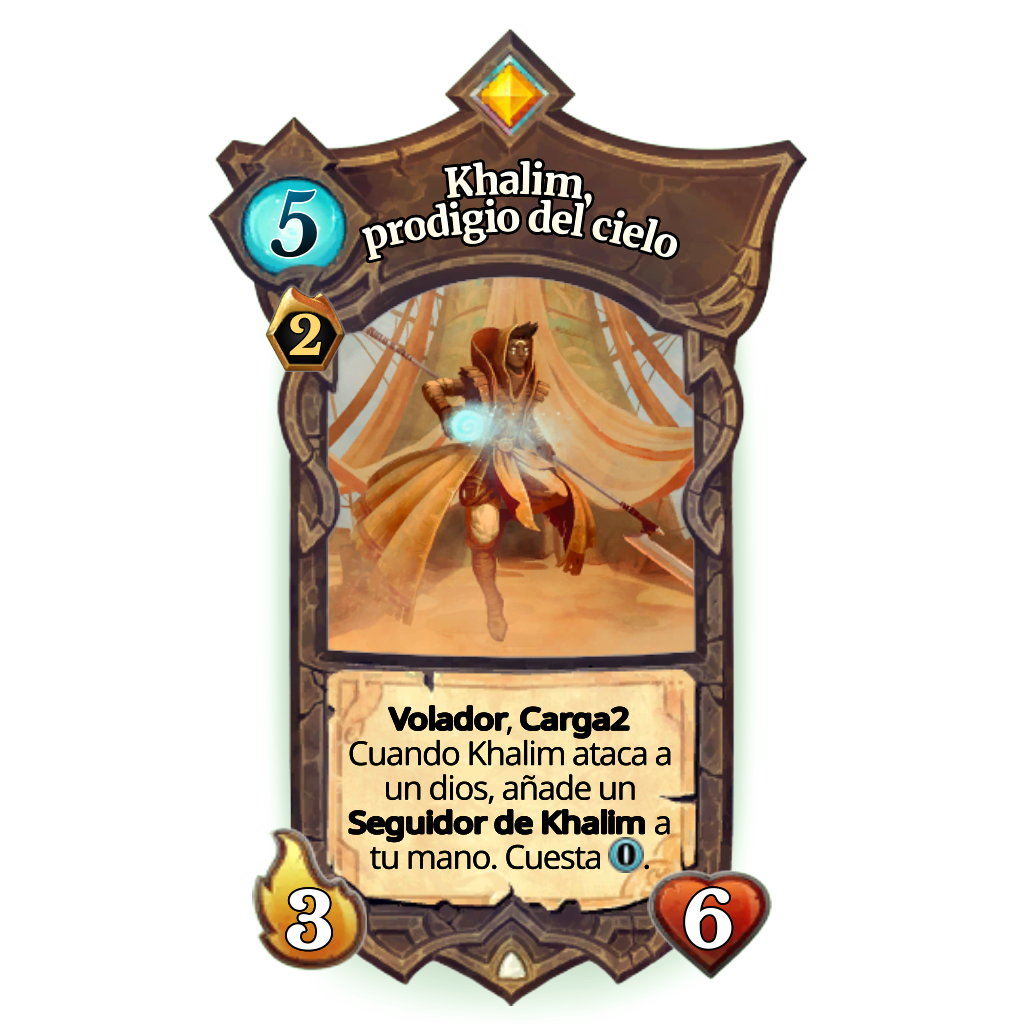 Khalim,
prodigio del cielo
5
2
Volador, Carga2
Cuando Khalim ataca a
un dios, añade un
Seguidor de Khalim a
tu mano. Cuesta 0.
3
6